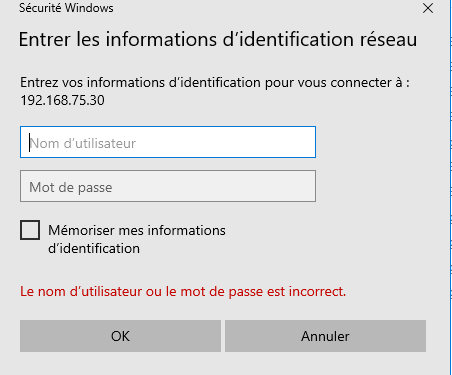 Sécurité Windows
Entrer les informations d'identification réseau
Entrez vos informations d'identification pour vous connecter à :
192.168.75.30
Nom d'utilisateur
Mot de passe
Mémoriser mes informations
d'identification
Le nom d'utilisateur ou le mot de passe est incorrect.
OK
Annuler